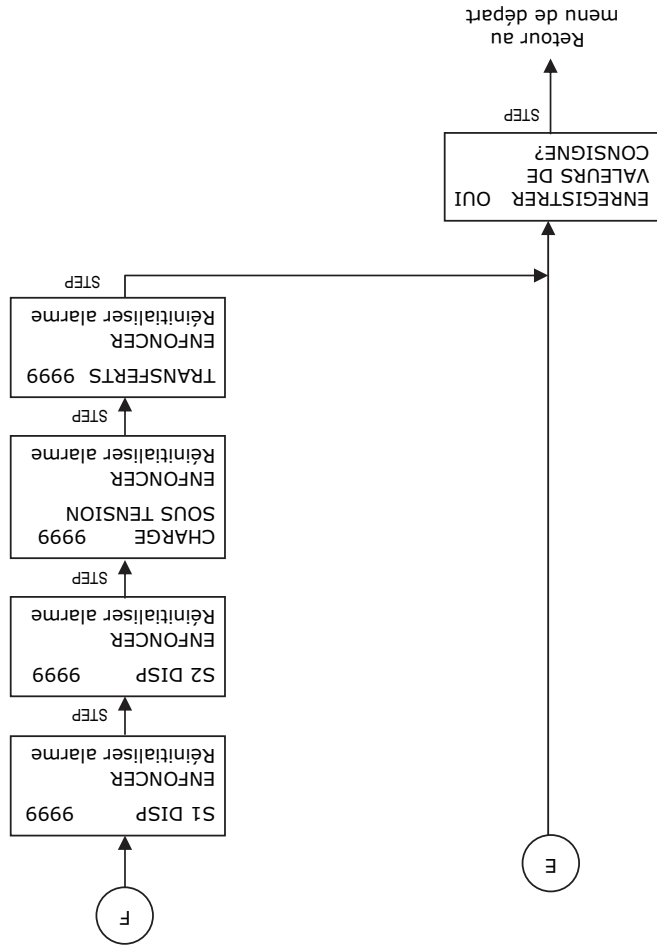 F
S1 DISP 9999
ENFONCER
Réinitialiser alarme
STEP
S2 DISP 9999
ENFONCER
Réinitialiser alarme
STEP
CHARGE 9999
SOUS TENSION
ENFONCER
Réinitialiser alarme
STEP
TRANSFERTS 9999
ENFONCER
Réinitialiser alarme
STEP
E
ENREGISTRER OUI
VALEURS DE
CONSIGNE?
STEP
Retour au
menu de départ